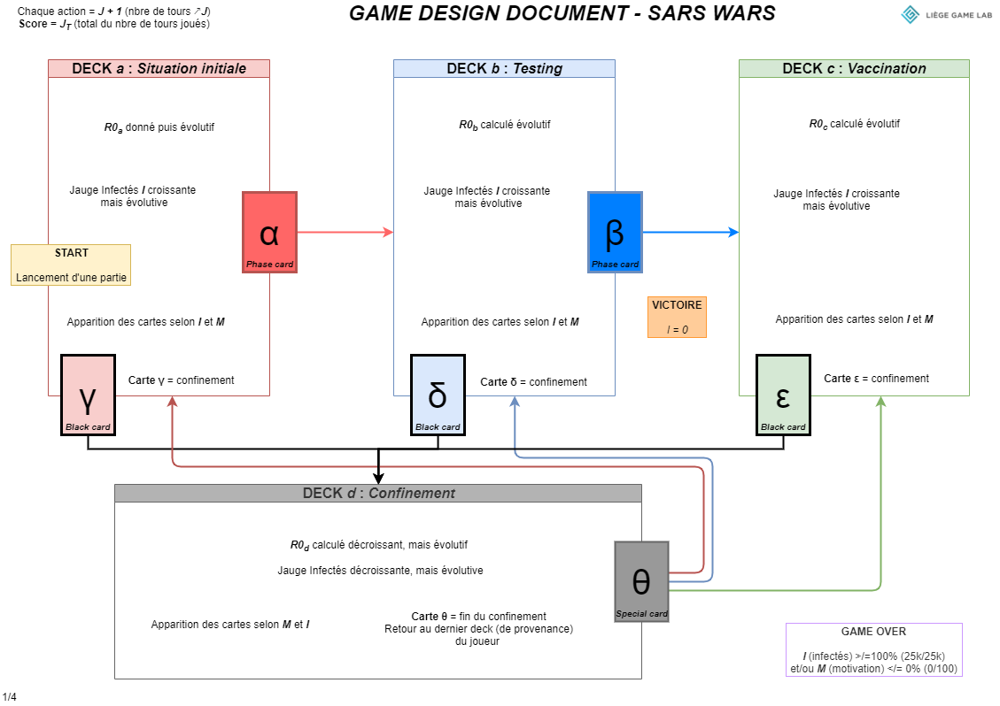 Chaque action = J + 1 (nbre de tours ↗J)
Score = J_T (total du nbre de tours joués)
GAME DESIGN DOCUMENT - SARS WARS
LIÈGE GAME LAB
DECK a : Situation initiale
R0_a donné puis évolutif
Jauge Infectés I croissante
mais évolutive
START
Lancement d'une partie
α
Phase card
Apparition des cartes selon I et M
Carte γ = confinement
γ
Black card
DECK b : Testing
R0_b calculé évolutif
Jauge Infectés I croissante
mais évolutive
β
Phase card
Apparition des cartes selon I et M
Carte δ = confinement
δ
Black card
VICTOIRE
I = 0
DECK c : Vaccination
R0_c calculé évolutif
Jauge Infectés I croissante
mais évolutive
Apparition des cartes selon I et M
Carte ε = confinement
ε
Black card
DECK d : Confinement
R0_d calculé décroissant, mais évolutif
Jauge Infectés décroissante, mais évolutive
Apparition des cartes selon M et I
Carte θ = fin du confinement
Retour au dernier deck (de provenance)
du joueur
θ
Special card
GAME OVER
I (infectés) >/=100% (25k/25k)
et/ou M (motivation) </= 0% (0/100)
1/4